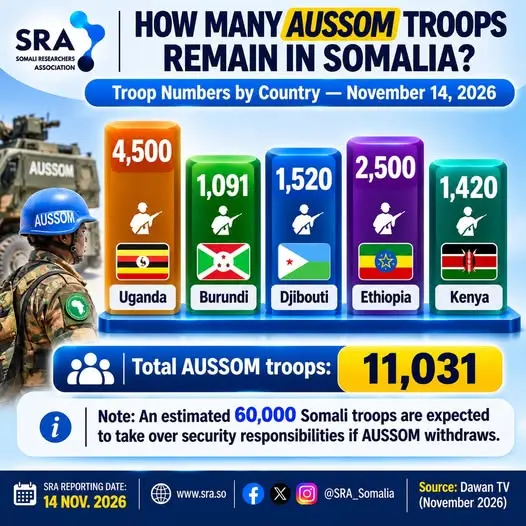 SRA
SOMALI RESEARCHERS
ASSOCIATION
HOW MANY AUSSOM TROOPS
REMAIN IN SOMALIA?
Troop Numbers by Country — November 14, 2026
AUSSOM
AUSSOM
4,500
Uganda
1,091
Burundi
1,520
Djibouti
2,500
Ethiopia
1,420
Kenya
Total AUSSOM troops: 11,031
i
Note: An estimated 60,000 Somali troops are expected
to take over security responsibilities if AUSSOM withdraws.
SRA REPORTING DATE:
14 NOV. 2026
www.sra.so
@SRA_Somalia
Source: Dawan TV
(November 2026)